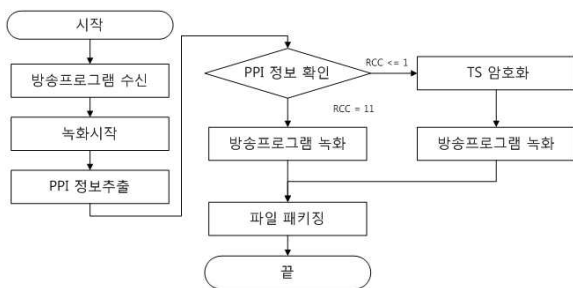 시작
방송프로그램 수신
녹화시작
PPI 정보추출
PPI 정보 확인
RCC <= 1
TS 암호화
RCC = 11
방송프로그램 녹화
방송프로그램 녹화
파일 패키징
끝